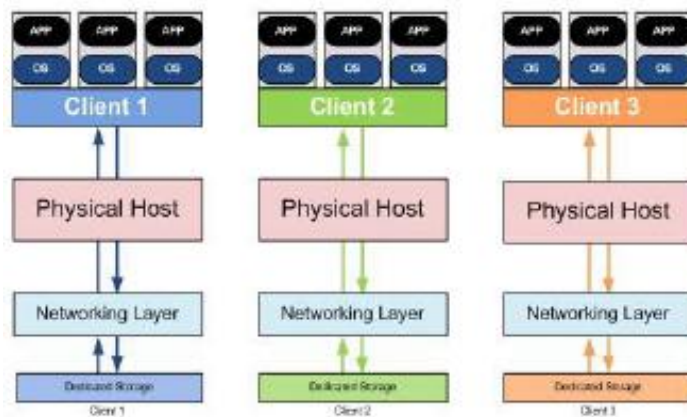 APP APP APP
OS OS OS
Client 1
Physical Host
Networking Layer
Dedicated Storage
Client 1
APP APP APP
OS OS OS
Client 2
Physical Host
Networking Layer
Dedicated Storage
Client 2
APP APP APP
OS OS OS
Client 3
Physical Host
Networking Layer
Dedicated Storage
Client 3